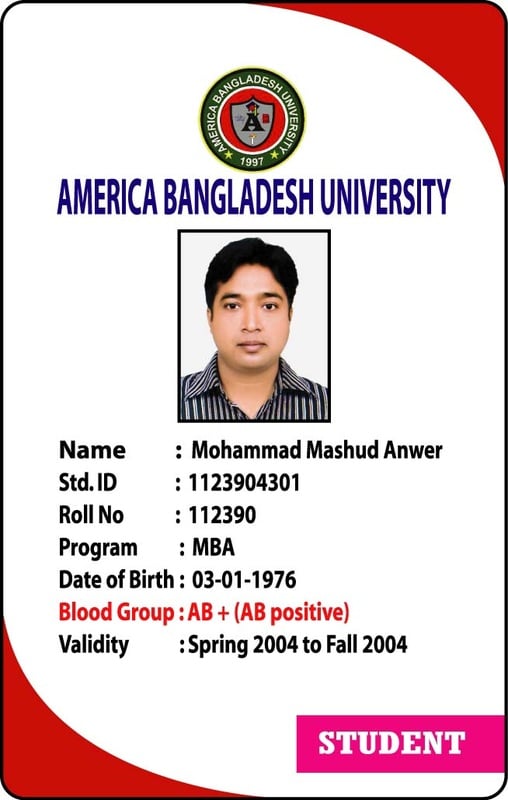 AMERICA BANGLADESH UNIVERSITY
1997
AMERICA BANGLADESH UNIVERSITY
Name : Mohammad Mashud Anwer
Std. ID : 1123904301
Roll No : 112390
Program : MBA
Date of Birth : 03-01-1976
Blood Group : AB + (AB positive)
Validity : Spring 2004 to Fall 2004
STUDENT